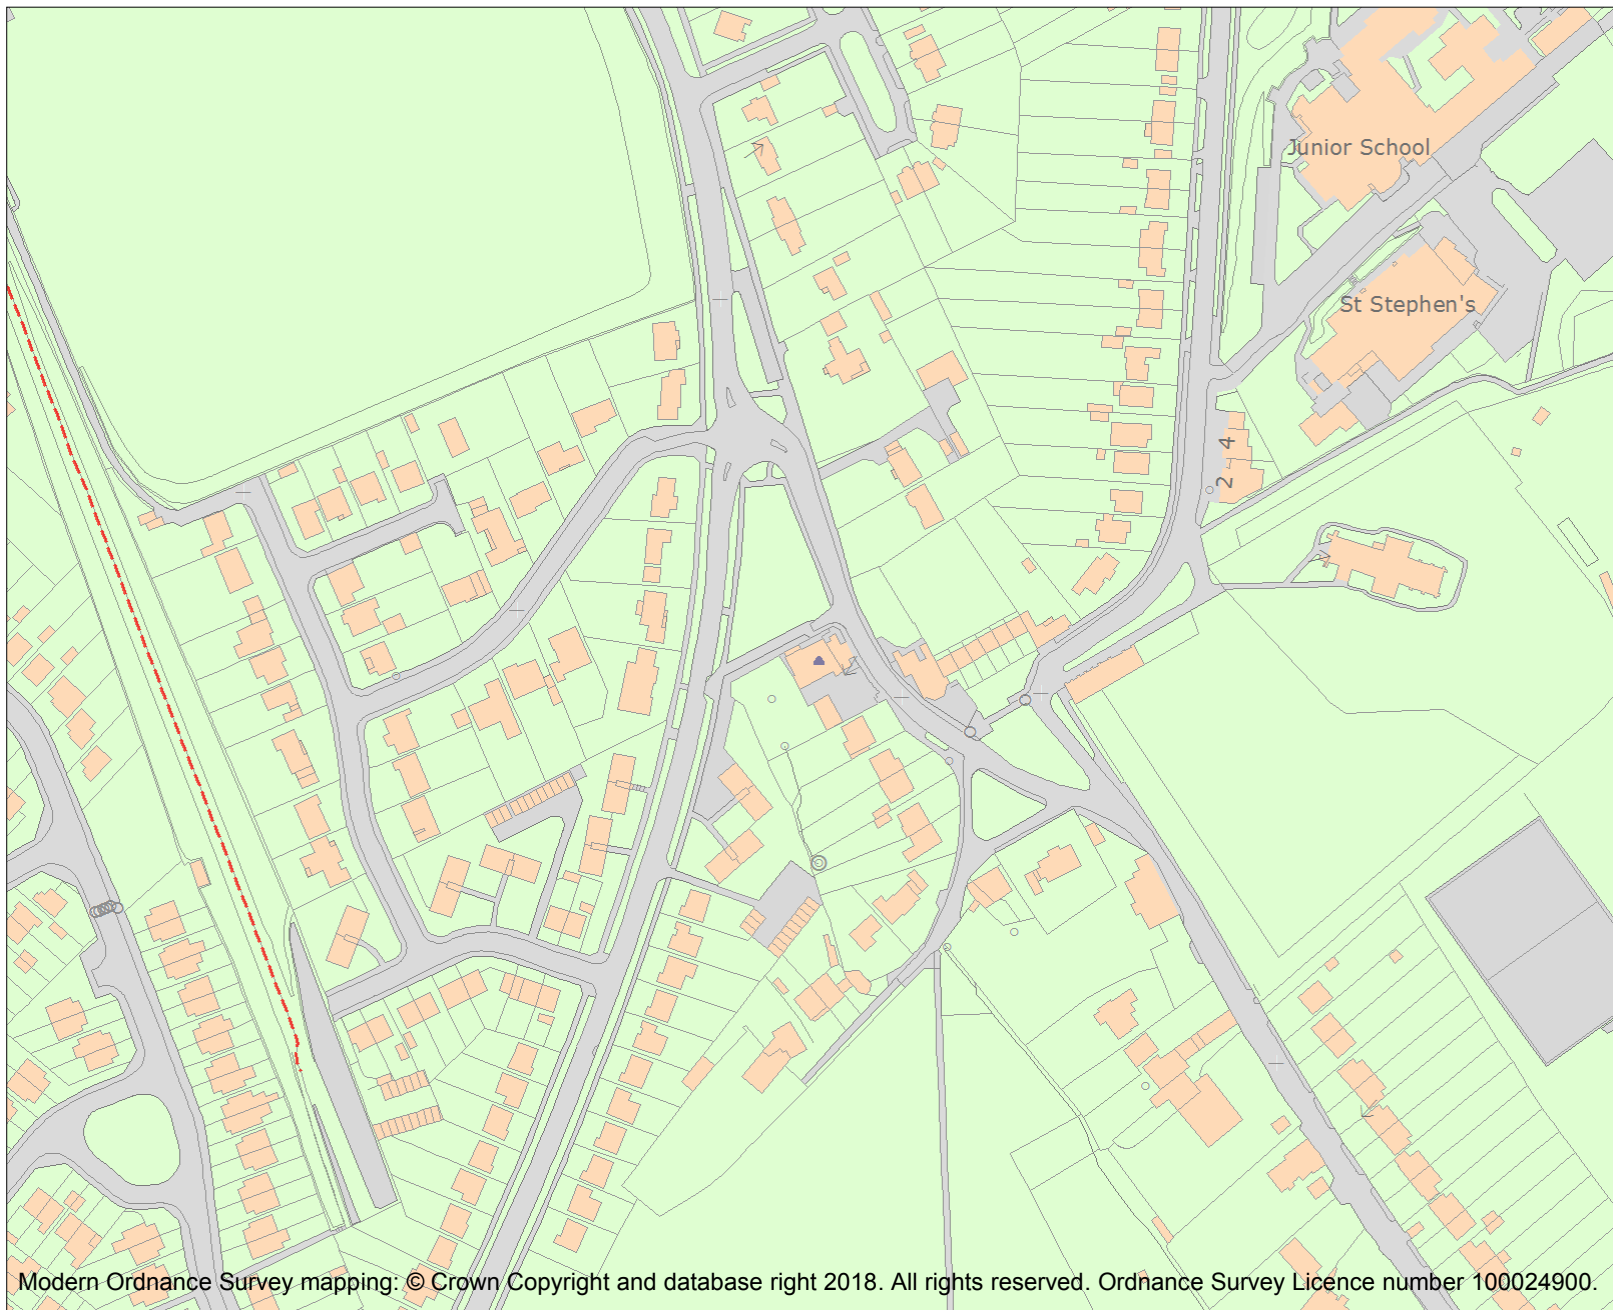 Junior School
St Stephen's
2 4
Modern Ordnance Survey mapping: © Crown Copyright and database right 2018. All rights reserved. Ordnance Survey Licence number 100024900.